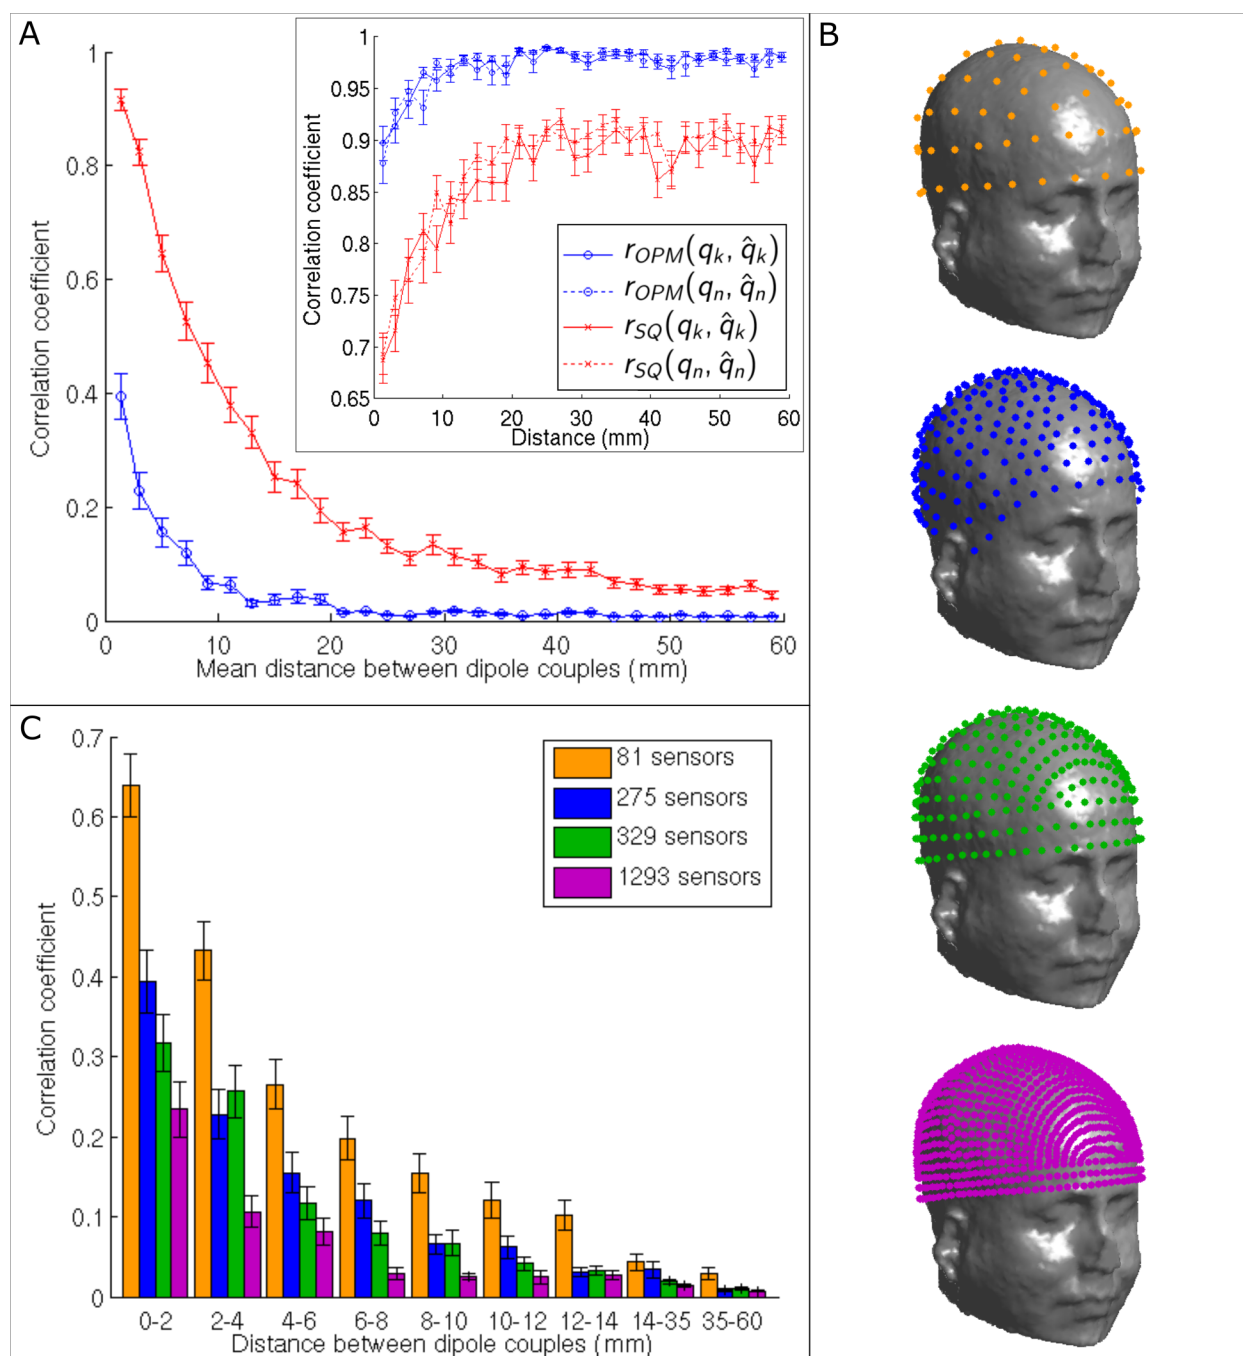 A
B
1
0.8
0.6
0.4
0.2
0
Correlation coefficient
0
10
20
30
40
50
60
Mean distance between dipole couples (mm)
1
0.95
0.9
0.85
0.8
0.75
0.7
0.65
Correlation coefficient
0
10
20
30
40
50
60
Distance (mm)
r_OPM(q_k, q̂_k)
r_OPM(q_n, q̂_n)
r_SQ(q_k, q̂_k)
r_SQ(q_n, q̂_n)
C
0.7
0.6
0.5
0.4
0.3
0.2
0.1
0
Correlation coefficient
81 sensors
275 sensors
329 sensors
1293 sensors
0-2
2-4
4-6
6-8
8-10
10-12
12-14
14-35
35-60
Distance between dipole couples (mm)